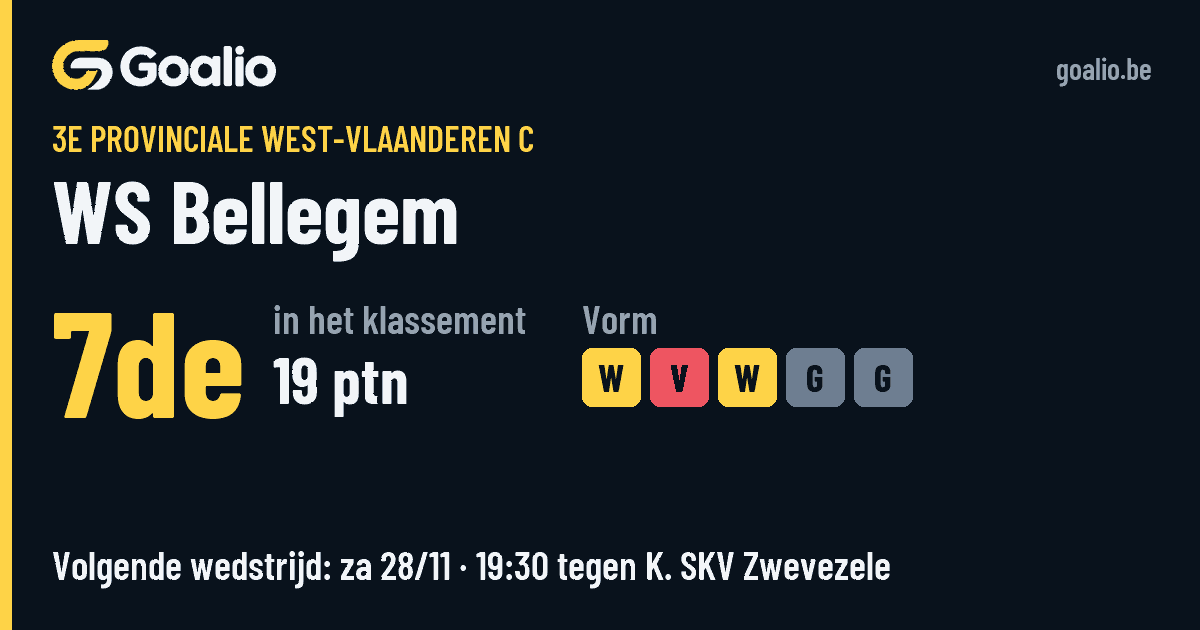 Goalio
goalio.be
3E PROVINCIALE WEST-VLAANDEREN C
WS Bellegem
7de
in het klassement
19 ptn
Vorm
W V W G G
Volgende wedstrijd: za 28/11 · 19:30 tegen K. SKV Zwevezele